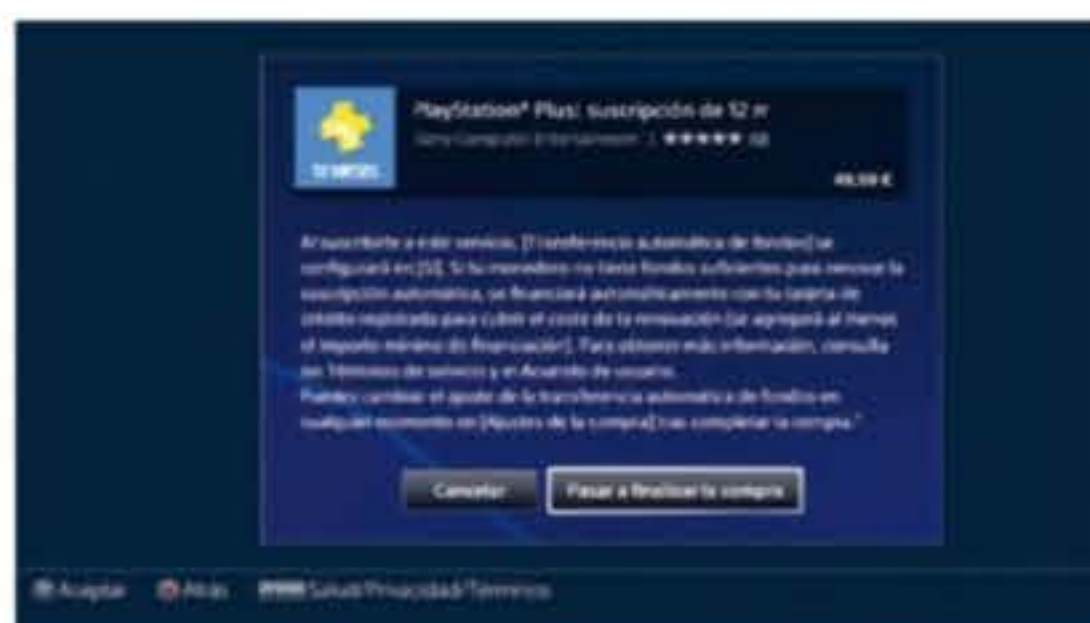 PlayStation® Plus: suscripción de 12 m
Sony Computer Entertainment | ★★★★★
12 MESES
49,99 €
Al suscribirte a este servicio, [Transferencia automática de fondos] se
configurará en [Sí]. Si tu monedero no tiene fondos suficientes para renovar la
suscripción automática, se financiará automáticamente con tu tarjeta de
crédito registrada para cubrir el coste de la renovación (se agregará al menos
el importe mínimo de financiación). Para obtener más información, consulta
los Términos de servicio y el Acuerdo de usuario.
Puedes cambiar el ajuste de la transferencia automática de fondos en
cualquier momento en [Ajustes de la compra] tras completar la compra."
Cancelar Pasar a finalizar la compra
Aceptar Atrás Salud/Privacidad/Términos